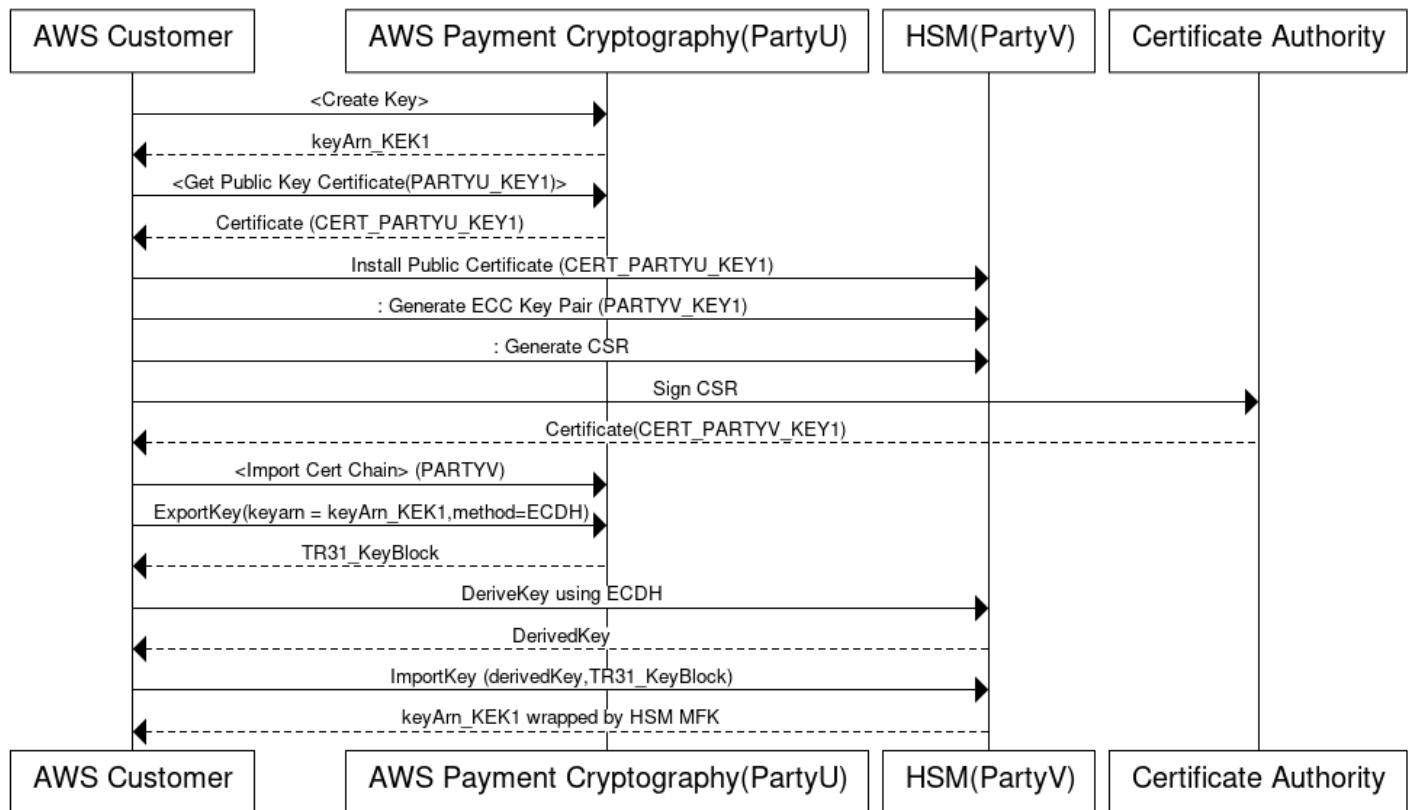 AWS Customer
AWS Payment Cryptography(PartyU)
HSM(PartyV)
Certificate Authority
<Create Key>
keyArn_KEK1
<Get Public Key Certificate(PARTYU_KEY1)>
Certificate (CERT_PARTYU_KEY1)
Install Public Certificate (CERT_PARTYU_KEY1)
: Generate ECC Key Pair (PARTYV_KEY1)
: Generate CSR
Sign CSR
Certificate(CERT_PARTYV_KEY1)
<Import Cert Chain> (PARTYV)
ExportKey(keyarn = keyArn_KEK1,method=ECDH)
TR31_KeyBlock
DeriveKey using ECDH
DerivedKey
ImportKey (derivedKey,TR31_KeyBlock)
keyArn_KEK1 wrapped by HSM MFK
AWS Customer
AWS Payment Cryptography(PartyU)
HSM(PartyV)
Certificate Authority